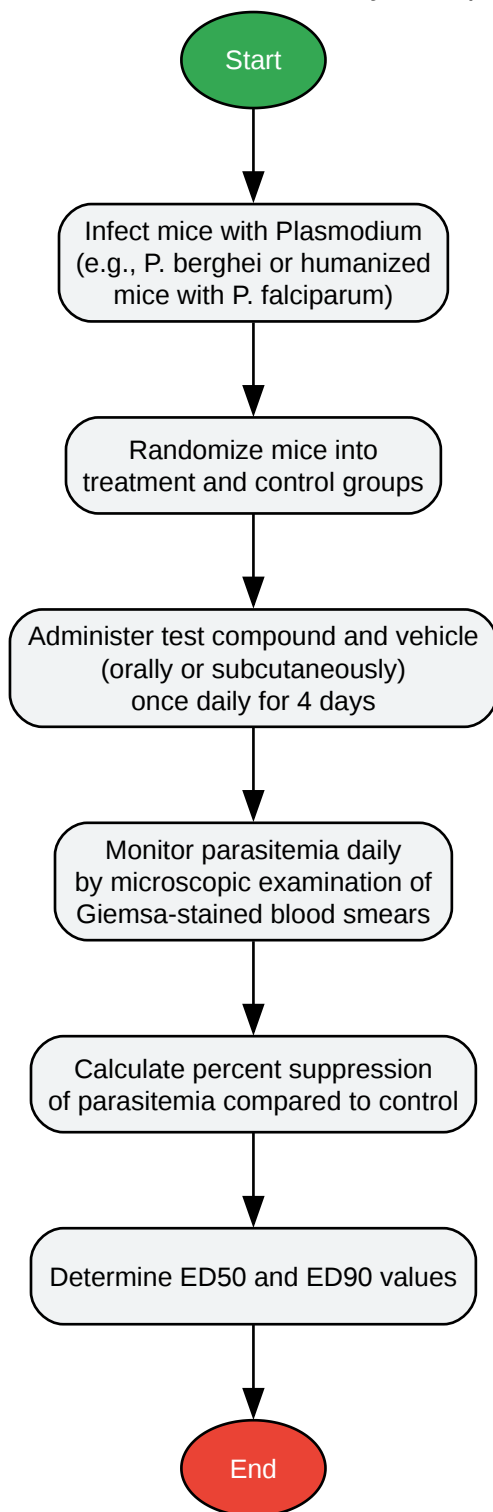 Start
Infect mice with Plasmodium
(e.g., P. berghei or humanized
mice with P. falciparum)
Randomize mice into
treatment and control groups
Administer test compound and vehicle
(orally or subcutaneously)
once daily for 4 days
Monitor parasitemia daily
by microscopic examination of
Giemsa-stained blood smears
Calculate percent suppression
of parasitemia compared to control
Determine ED50 and ED90 values
End